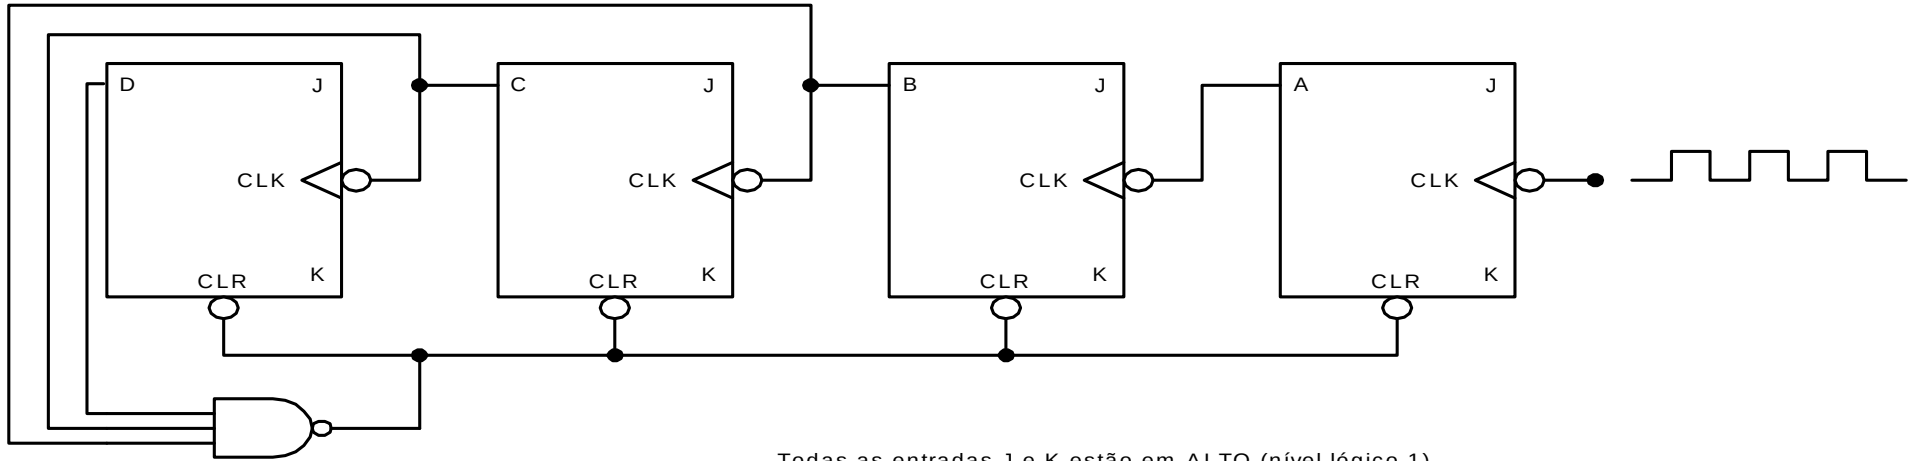 D J C J B J A J
CLK CLK CLK CLK
K K K K
CLR CLR CLR CLR
Todas as entradas J e K estão em ALTO (nível lógico 1)